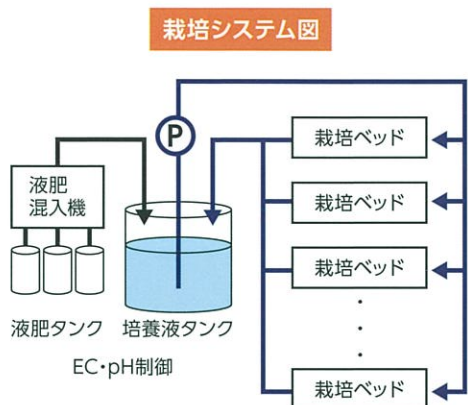 栽培システム図
P
栽培ベッド
液肥
混入機
栽培ベッド
栽培ベッド
・
・
・
液肥タンク
培養液タンク
EC・pH制御
栽培ベッド